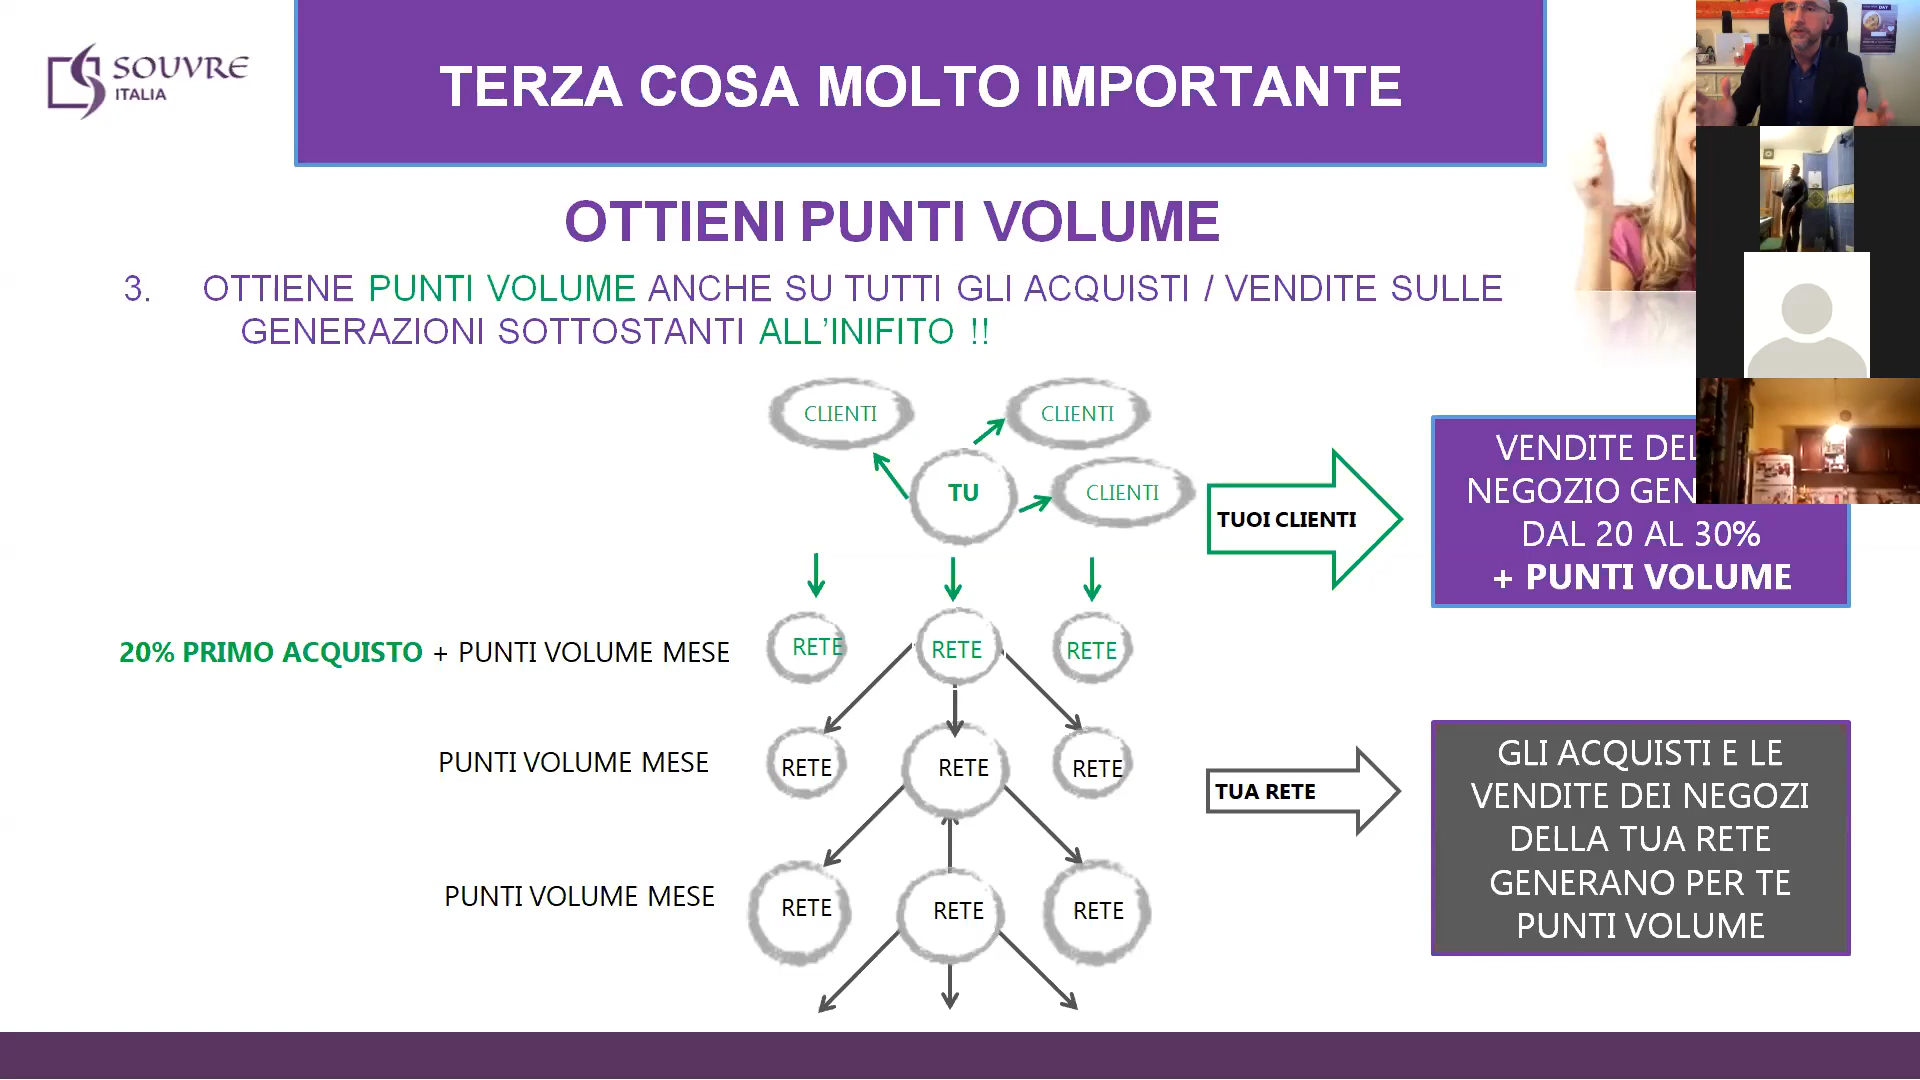 SOUVRE
ITALIA
TERZA COSA MOLTO IMPORTANTE
OTTIENI PUNTI VOLUME
3. OTTIENE PUNTI VOLUME ANCHE SU TUTTI GLI ACQUISTI / VENDITE SULLE
GENERAZIONI SOTTOSTANTI ALL’INIFITO !!
CLIENTI
CLIENTI
TU
CLIENTI
TUOI CLIENTI
VENDITE
NEGOZIO
DAL 20 AL 30%
+ PUNTI VOLUME
20% PRIMO ACQUISTO + PUNTI VOLUME MESE
RETE
RETE
RETE
PUNTI VOLUME MESE
RETE
RETE
RETE
TUA RETE
GLI ACQUISTI E LE
VENDITE DEI NEGOZI
DELLA TUA RETE
GENERANO PER TE
PUNTI VOLUME
PUNTI VOLUME MESE
RETE
RETE
RETE